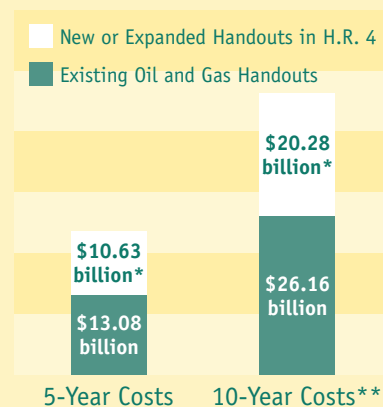 New or Expanded Handouts in H.R. 4
Existing Oil and Gas Handouts
$20.28
billion*
$10.63
billion*
$26.16
billion
$13.08
billion
5-Year Costs
10-Year Costs**